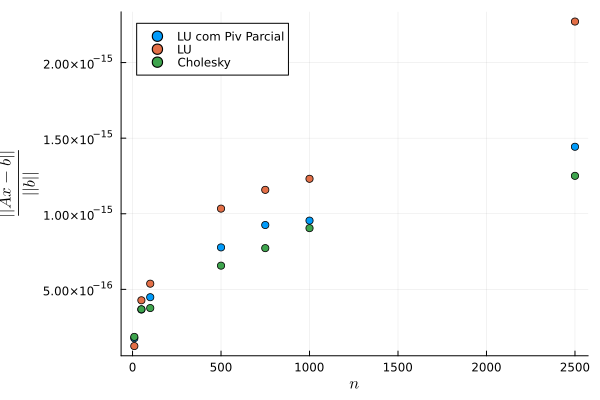 LU com Piv Parcial
LU
Cholesky
2.00×10^-15
1.50×10^-15
1.00×10^-15
5.00×10^-16
||Ax − b||
||b||
0 500 1000 1500 2000 2500
n